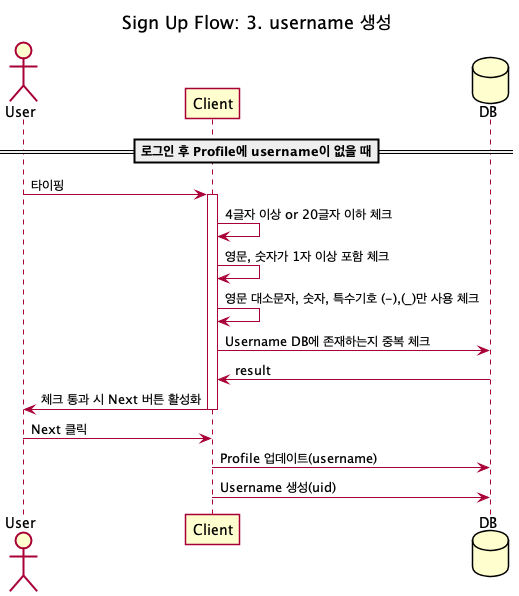 Sign Up Flow: 3. username 생성
User
Client
DB
로그인 후 Profile에 username이 없을 때
타이핑
4글자 이상 or 20글자 이하 체크
영문, 숫자가 1자 이상 포함 체크
영문 대소문자, 숫자, 특수기호 (-),(_)만 사용 체크
Username DB에 존재하는지 중복 체크
result
체크 통과 시 Next 버튼 활성화
Next 클릭
Profile 업데이트(username)
Username 생성(uid)
User
Client
DB